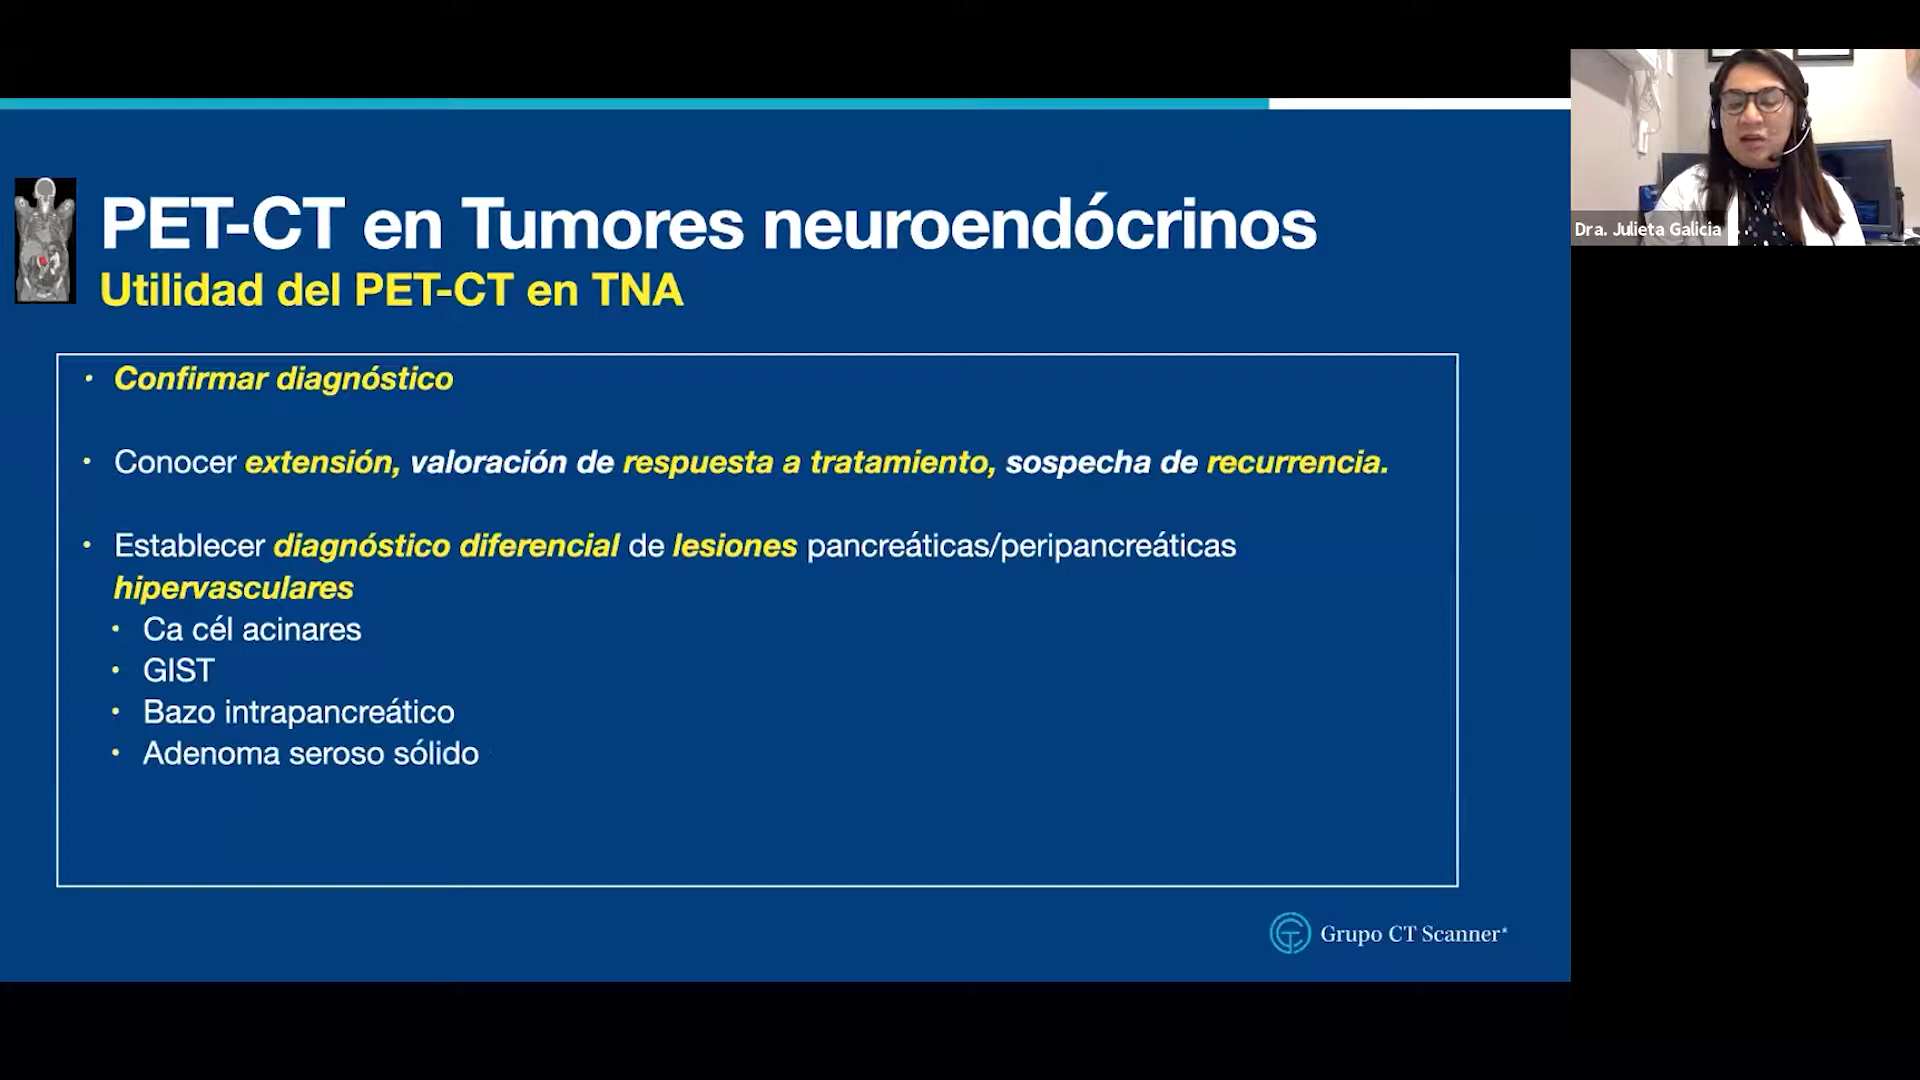 PET-CT en Tumores neuroendócrinos
Utilidad del PET-CT en TNA
• Confirmar diagnóstico
• Conocer extensión, valoración de respuesta a tratamiento, sospecha de recurrencia.
• Establecer diagnóstico diferencial de lesiones pancreáticas/peripancreáticas
hipervasculares
• Ca cél acinares
• GIST
• Bazo intrapancreático
• Adenoma seroso sólido
Grupo CT Scanner*
Dra. Julieta Galicia